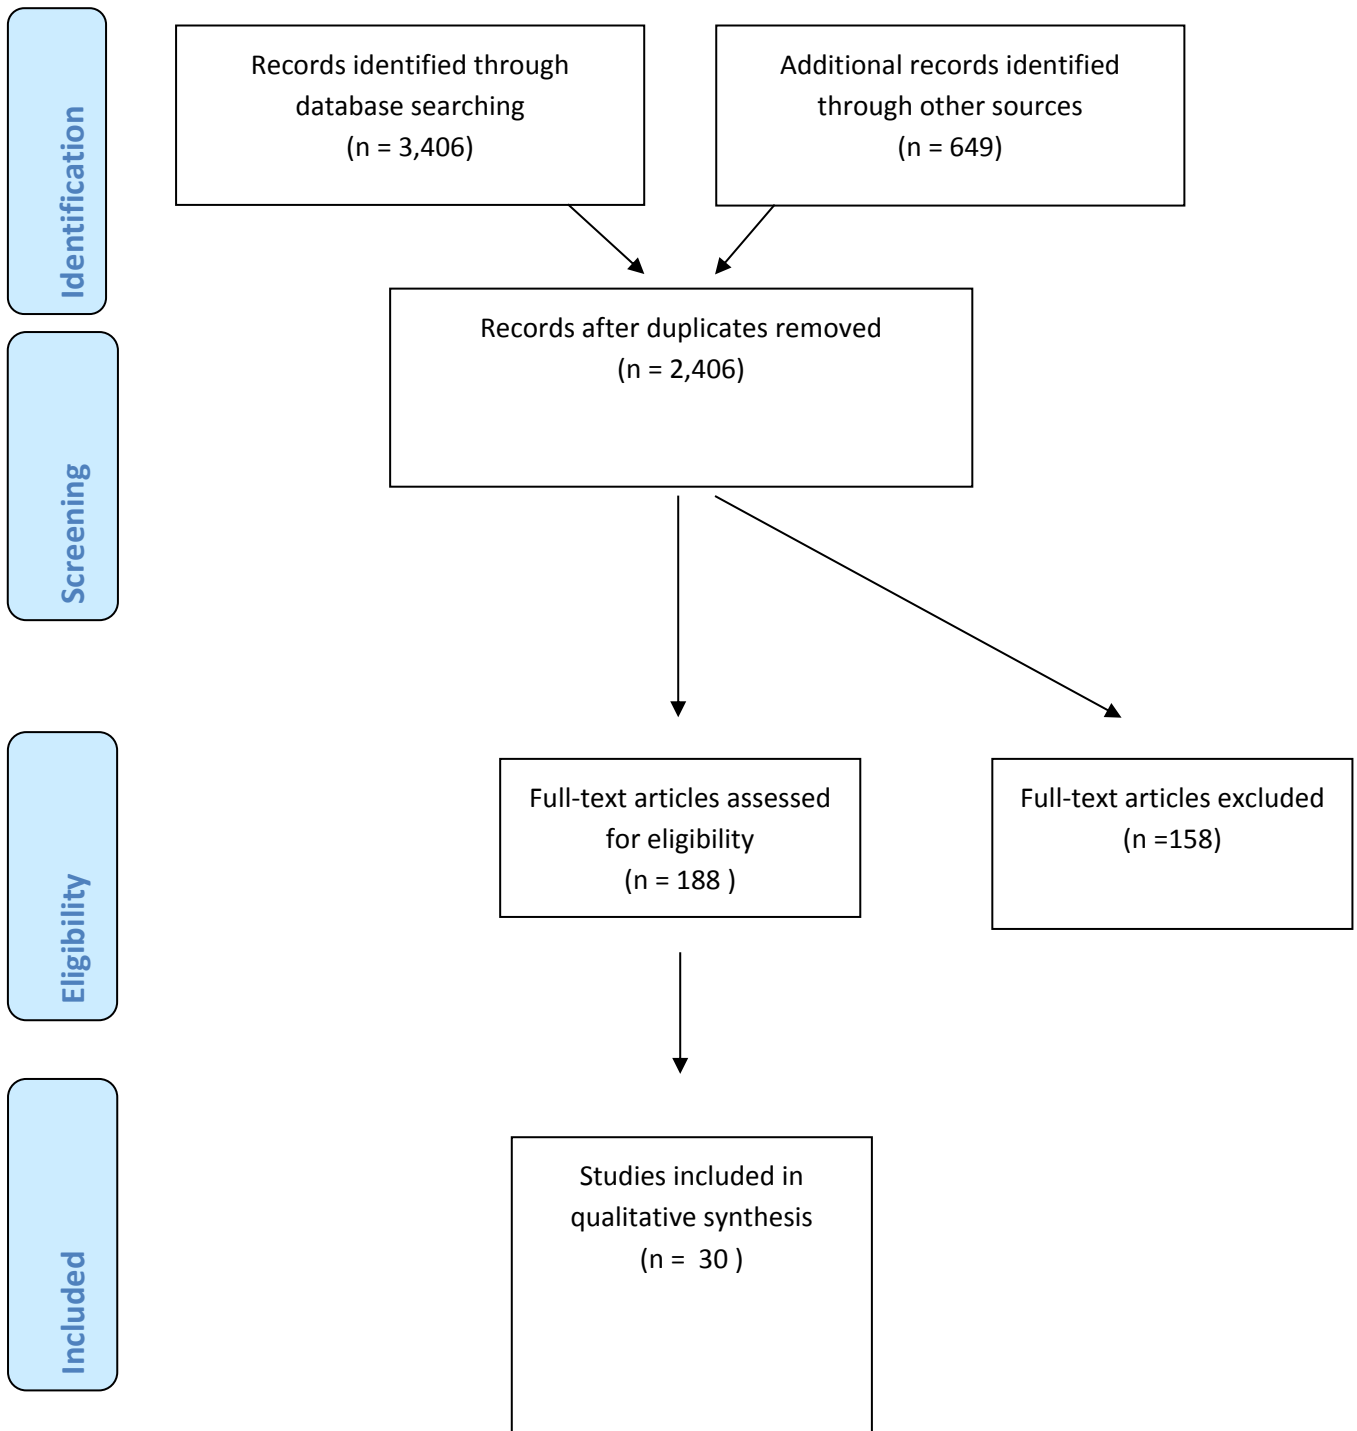 Identification
Records identified through
database searching
(n = 3,406)
Additional records identified
through other sources
(n = 649)
Screening
Records after duplicates removed
(n = 2,406)
Eligibility
Full-text articles assessed
for eligibility
(n = 188 )
Full-text articles excluded
(n =158)
Included
Studies included in
qualitative synthesis
(n =  30 )